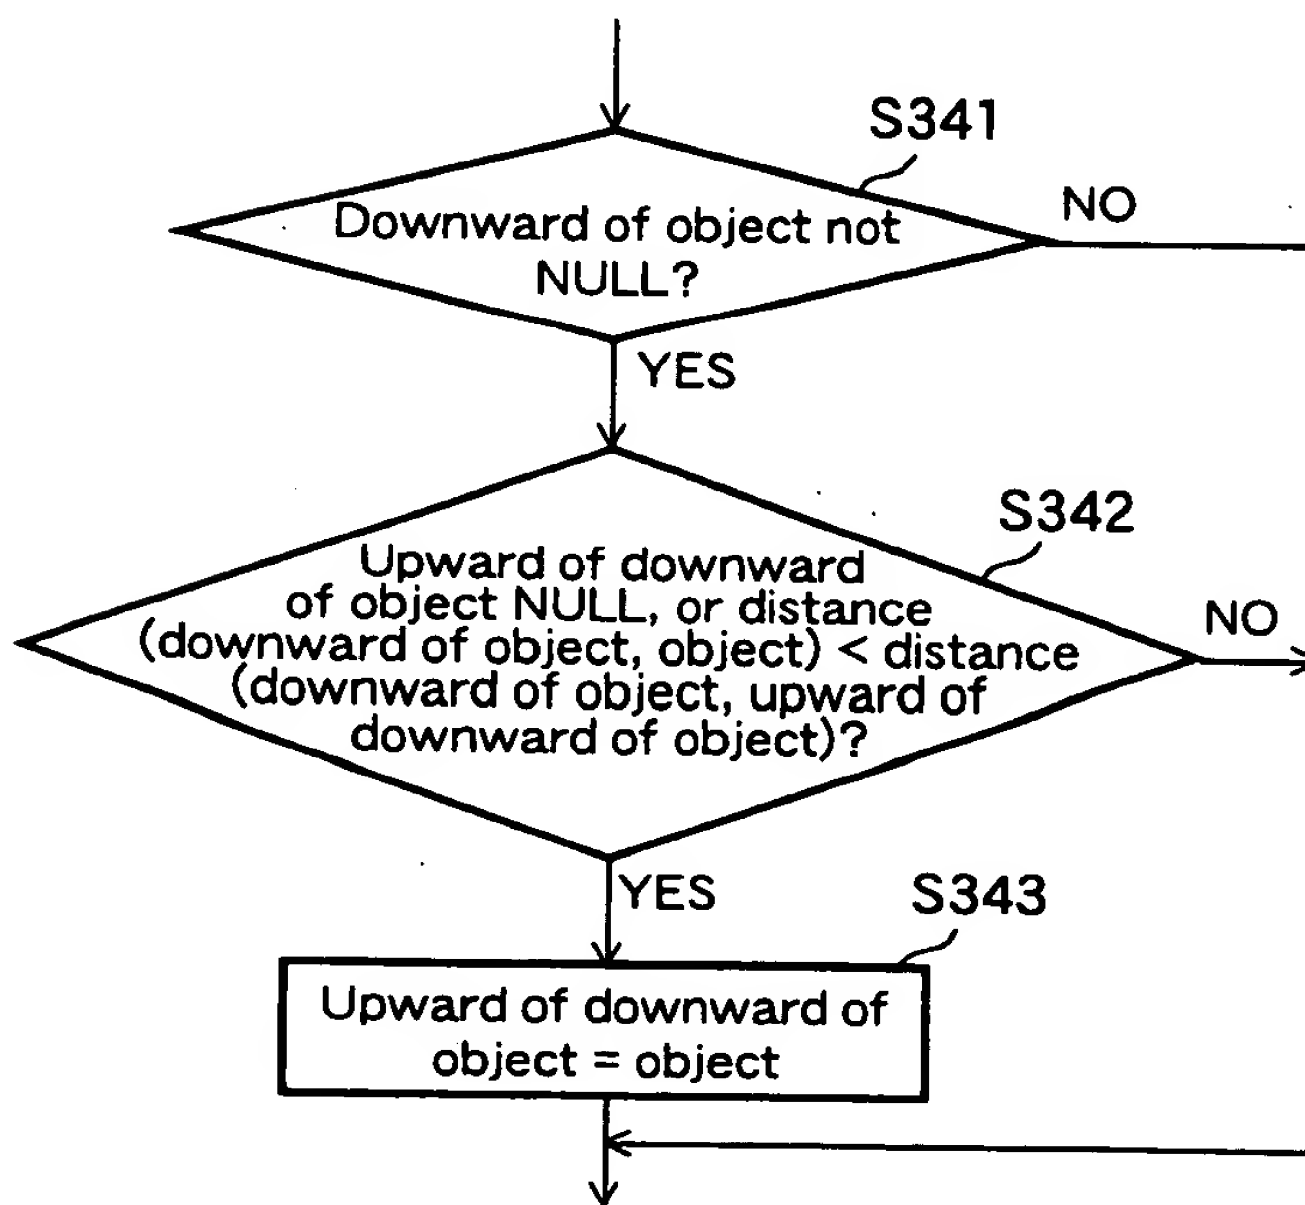 S341
Downward of object not
NULL?
NO
YES
S342
Upward of downward
of object NULL, or distance
(downward of object, object) < distance
(downward of object, upward of
downward of object)?
NO
YES
S343
Upward of downward of
object = object